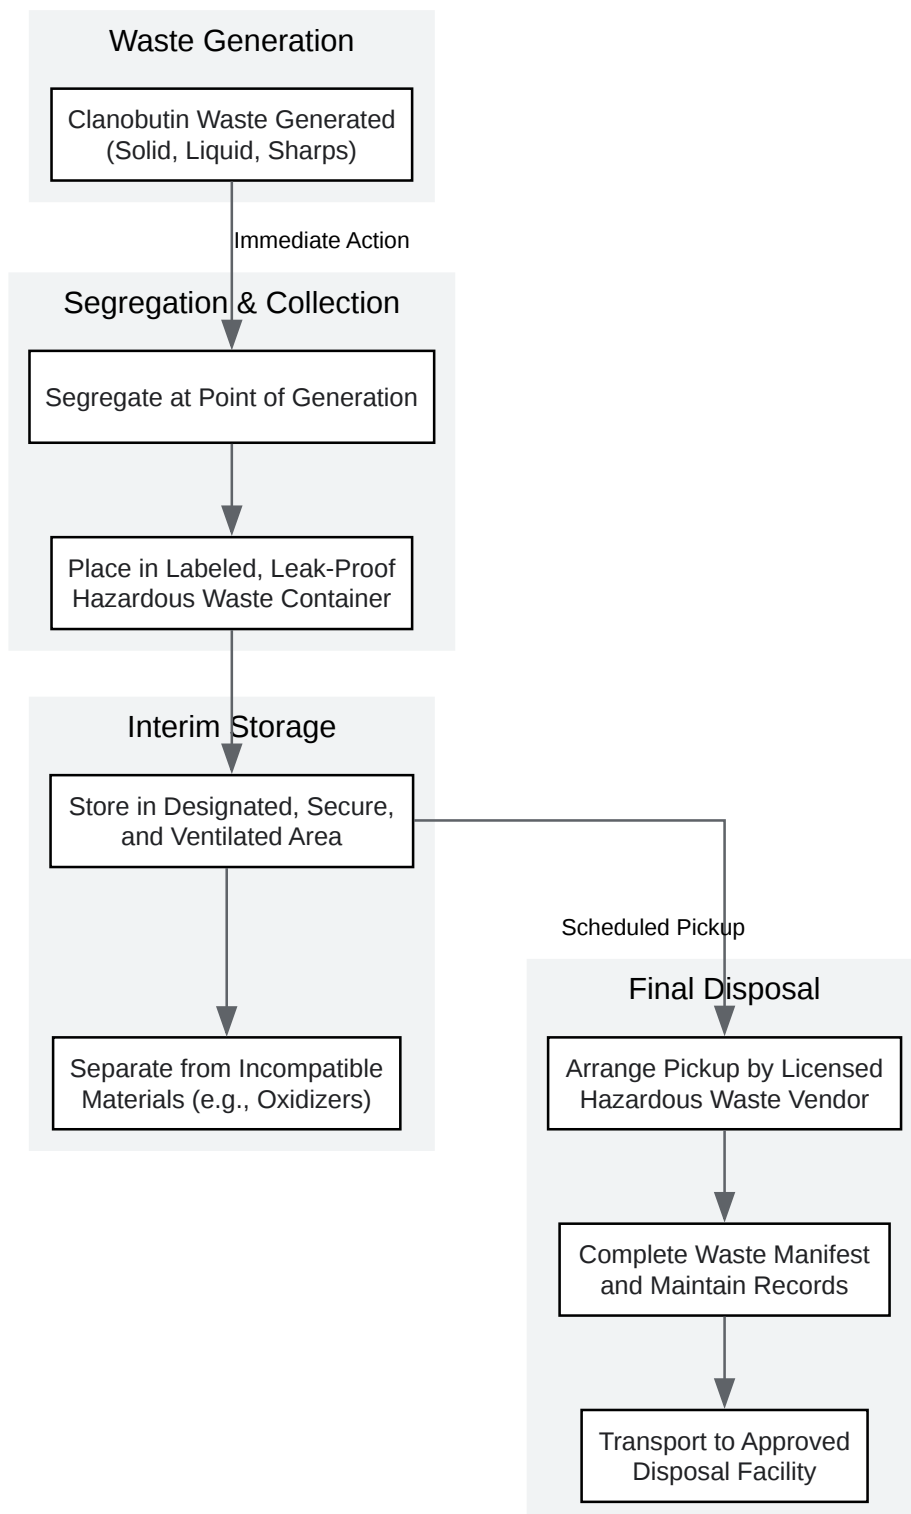 Waste Generation
Clanobutin Waste Generated
(Solid, Liquid, Sharps)
Immediate Action
Segregation & Collection
Segregate at Point of Generation
Place in Labeled, Leak-Proof
Hazardous Waste Container
Interim Storage
Store in Designated, Secure,
and Ventilated Area
Separate from Incompatible
Materials (e.g., Oxidizers)
Scheduled Pickup
Final Disposal
Arrange Pickup by Licensed
Hazardous Waste Vendor
Complete Waste Manifest
and Maintain Records
Transport to Approved
Disposal Facility